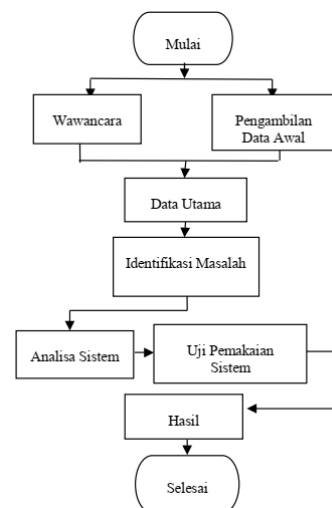 Mulai
Wawancara
Pengambilan
Data Awal
Data Utama
Identifikasi Masalah
Analisa Sistem
Uji Pemakaian
Sistem
Hasil
Selesai